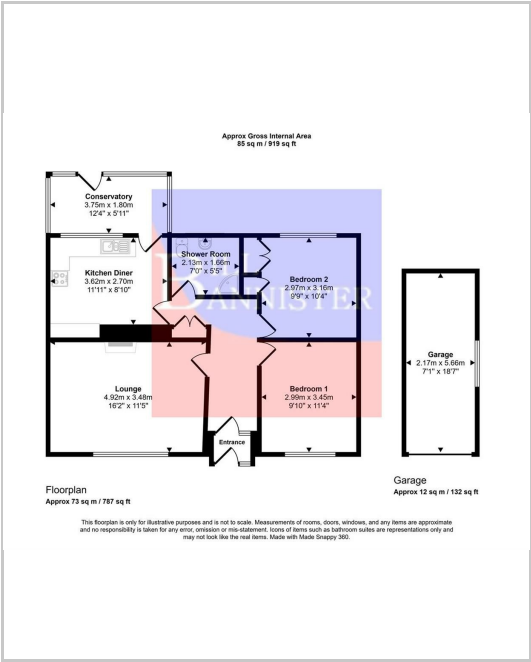 Approx Gross Internal Area
85 sq m / 919 sq ft
Conservatory
3.75m x 1.80m
12'4" x 5'11"
Kitchen Diner
3.62m x 2.70m
11'11" x 8'10"
Shower Room
2.13m x 1.66m
7'0" x 5'5"
Bedroom 2
2.97m x 3.16m
9'9" x 10'4"
BANNISTER
Lounge
4.92m x 3.48m
16'2" x 11'5"
Bedroom 1
2.99m x 3.45m
9'10" x 11'4"
Entrance
Garage
2.17m x 5.66m
7'1" x 18'7"
Floorplan
Approx 73 sq m / 787 sq ft
Garage
Approx 12 sq m / 132 sq ft
This floorplan is only for illustrative purposes and is not to scale. Measurements of rooms, doors, windows, and any items are approximate
and no responsibility is taken for any error, omission or mis-statement. Icons of items such as bathroom suites are representations only and
may not look like the real items. Made with Made Snappy 360.